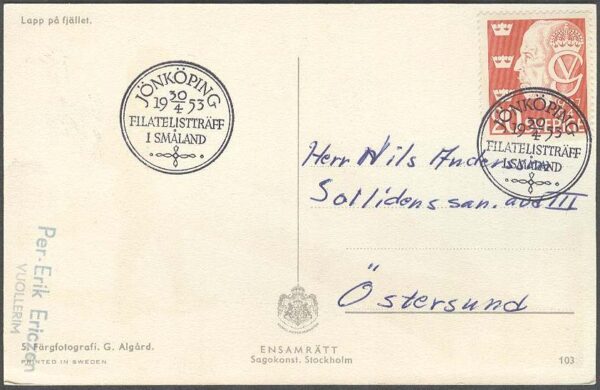 Lapp på fjället.
JÖNKÖPING
19 30/4 53
FILATELISTTRÄFF
I SMÅLAND
JÖNKÖPING
19 30/4 53
FILATELISTTRÄFF
I SMÅLAND
Herr Nils Andersson
Sollidens san. avd III
Östersund
Per-Erik Ericzon
VUOLLERIM
S. Färgfotografi. G. Algård.
PRINTED IN SWEDEN
ENSAMRÄTT
Sagokonst. Stockholm
103